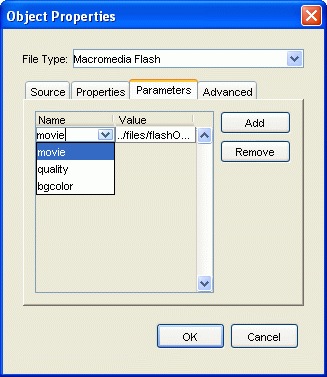 Object Properties
File Type: Macromedia Flash
Source Properties Parameters Advanced
Name Value
movie ../files/flashO...
movie
quality
bgcolor
Add
Remove
OK Cancel